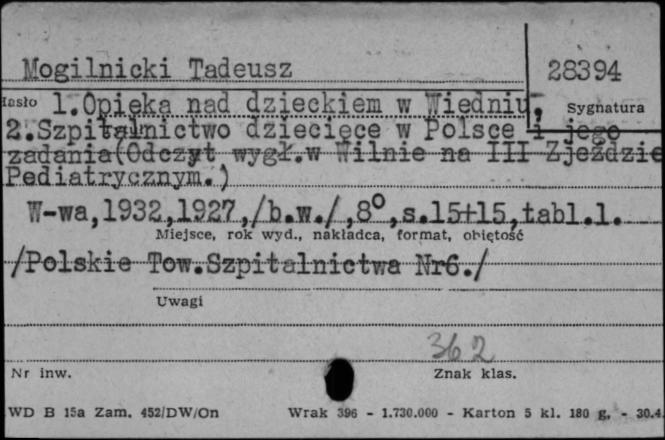 Mogilnicki Tadeusz
28394
Hasło 1.Opieka nad dzieckiem w Wiedniu,
Sygnatura
2.Szpitalnictwo dziecięce w Polsce i jego
zadania(Odczyt wygł.w Wilnie na III Zjeździe
Pediatrycznym.)
W-wa,1932,1927,/b.w./,8°,s.15+15,tabl.1.
Miejsce, rok wyd., nakładca, format, objętość
/Polskie Tow.Szpitalnictwa Nr6./
Uwagi
362
Nr inw.
Znak klas.
WD B 15a Zam. 452/DW/On Wrak 396 - 1.730.000 - Karton 5 kl. 180 g. - 30.4.